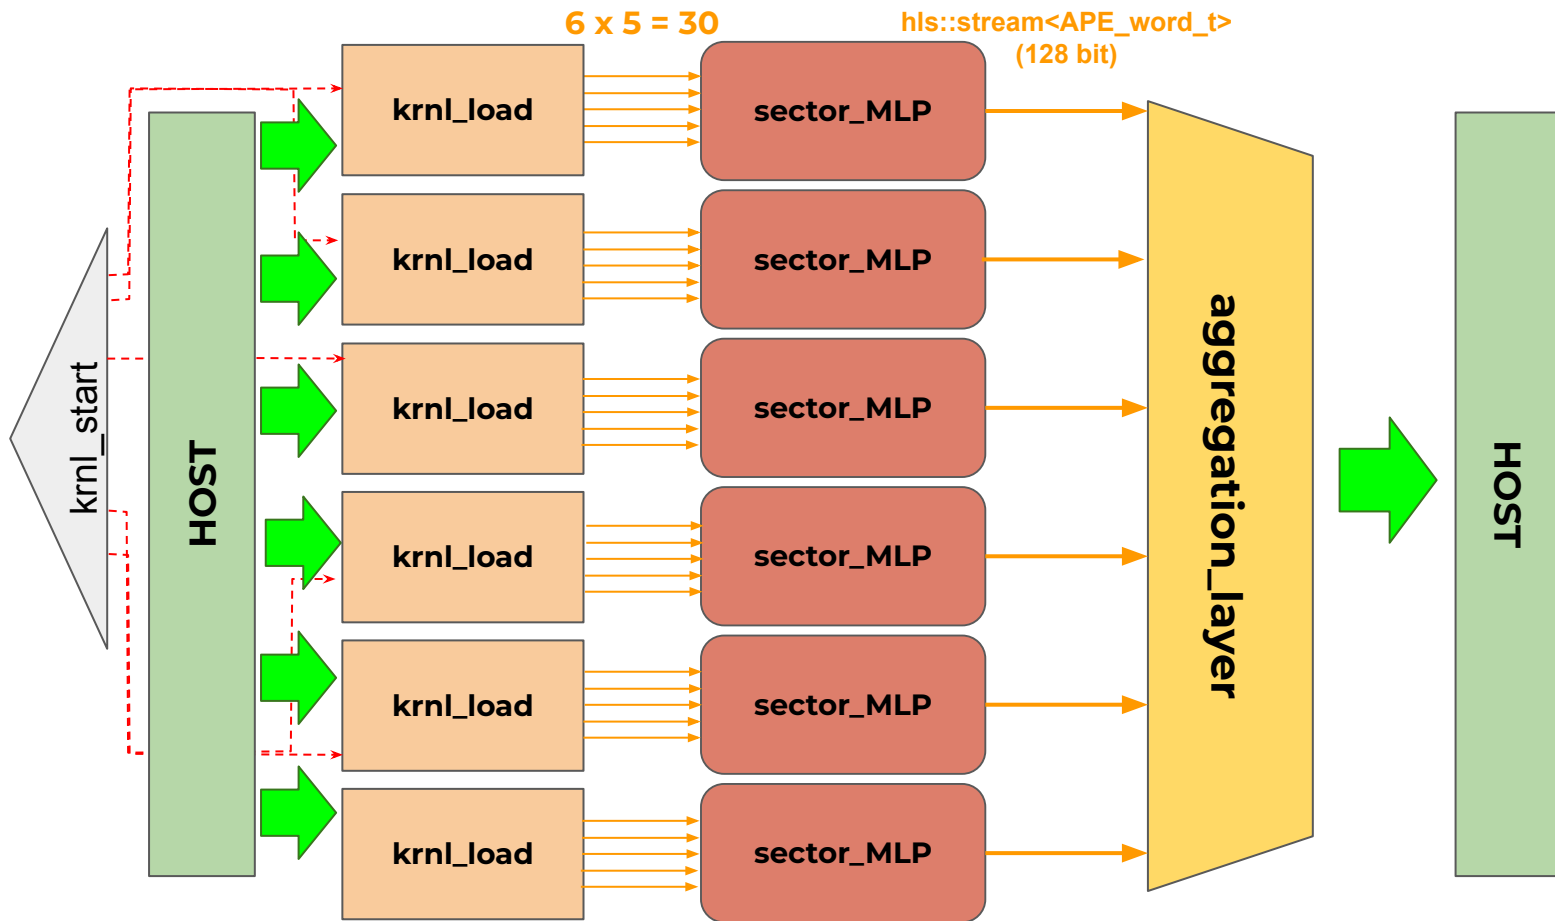 6 x 5 = 30
hls::stream<APE_word_t>
(128 bit)
krnl_start
HOST
krnl_load
sector_MLP
krnl_load
sector_MLP
krnl_load
sector_MLP
krnl_load
sector_MLP
krnl_load
sector_MLP
krnl_load
sector_MLP
aggregation_layer
HOST